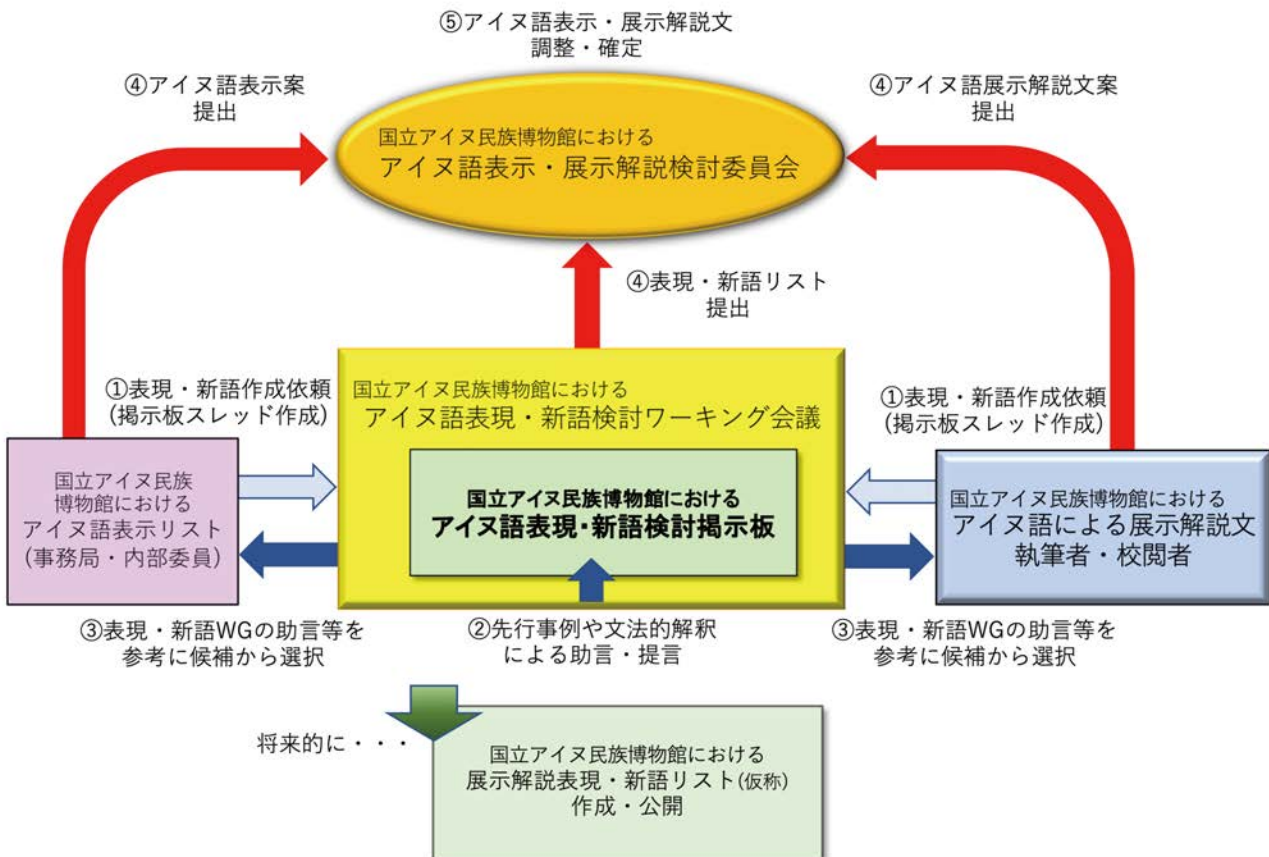 ⑤アイヌ語表示・展示解説文
調整・確定
④アイヌ語表示案
提出
④アイヌ語展示解説文案
提出
国立アイヌ民族博物館における
アイヌ語表示・展示解説検討委員会
④表現・新語リスト
提出
①表現・新語作成依頼
(掲示板スレッド作成)
国立アイヌ民族博物館における
アイヌ語表現・新語検討ワーキング会議
①表現・新語作成依頼
(掲示板スレッド作成)
国立アイヌ民族
博物館における
アイヌ語表示リスト
(事務局・内部委員)
国立アイヌ民族博物館における
アイヌ語表現・新語検討掲示板
国立アイヌ民族博物館における
アイヌ語による展示解説文
執筆者・校閲者
③表現・新語WGの助言等を
参考に候補から選択
②先行事例や文法的解釈
による助言・提言
③表現・新語WGの助言等を
参考に候補から選択
将来的に・・・
国立アイヌ民族博物館における
展示解説表現・新語リスト(仮称)
作成・公開